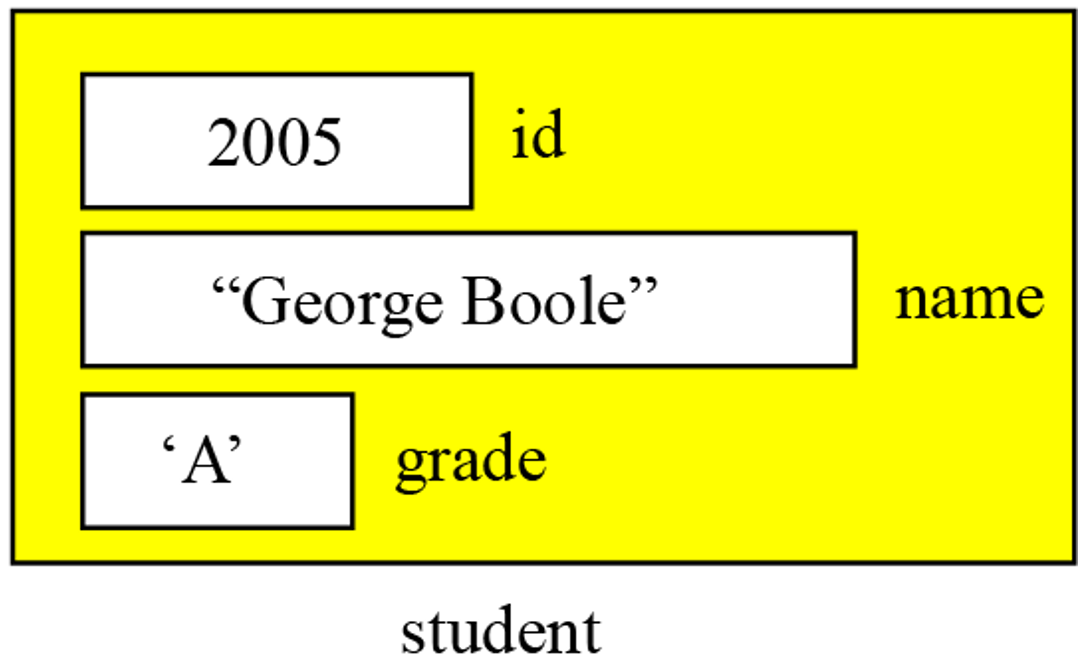 2005 id
“George Boole” name
‘A’ grade
student